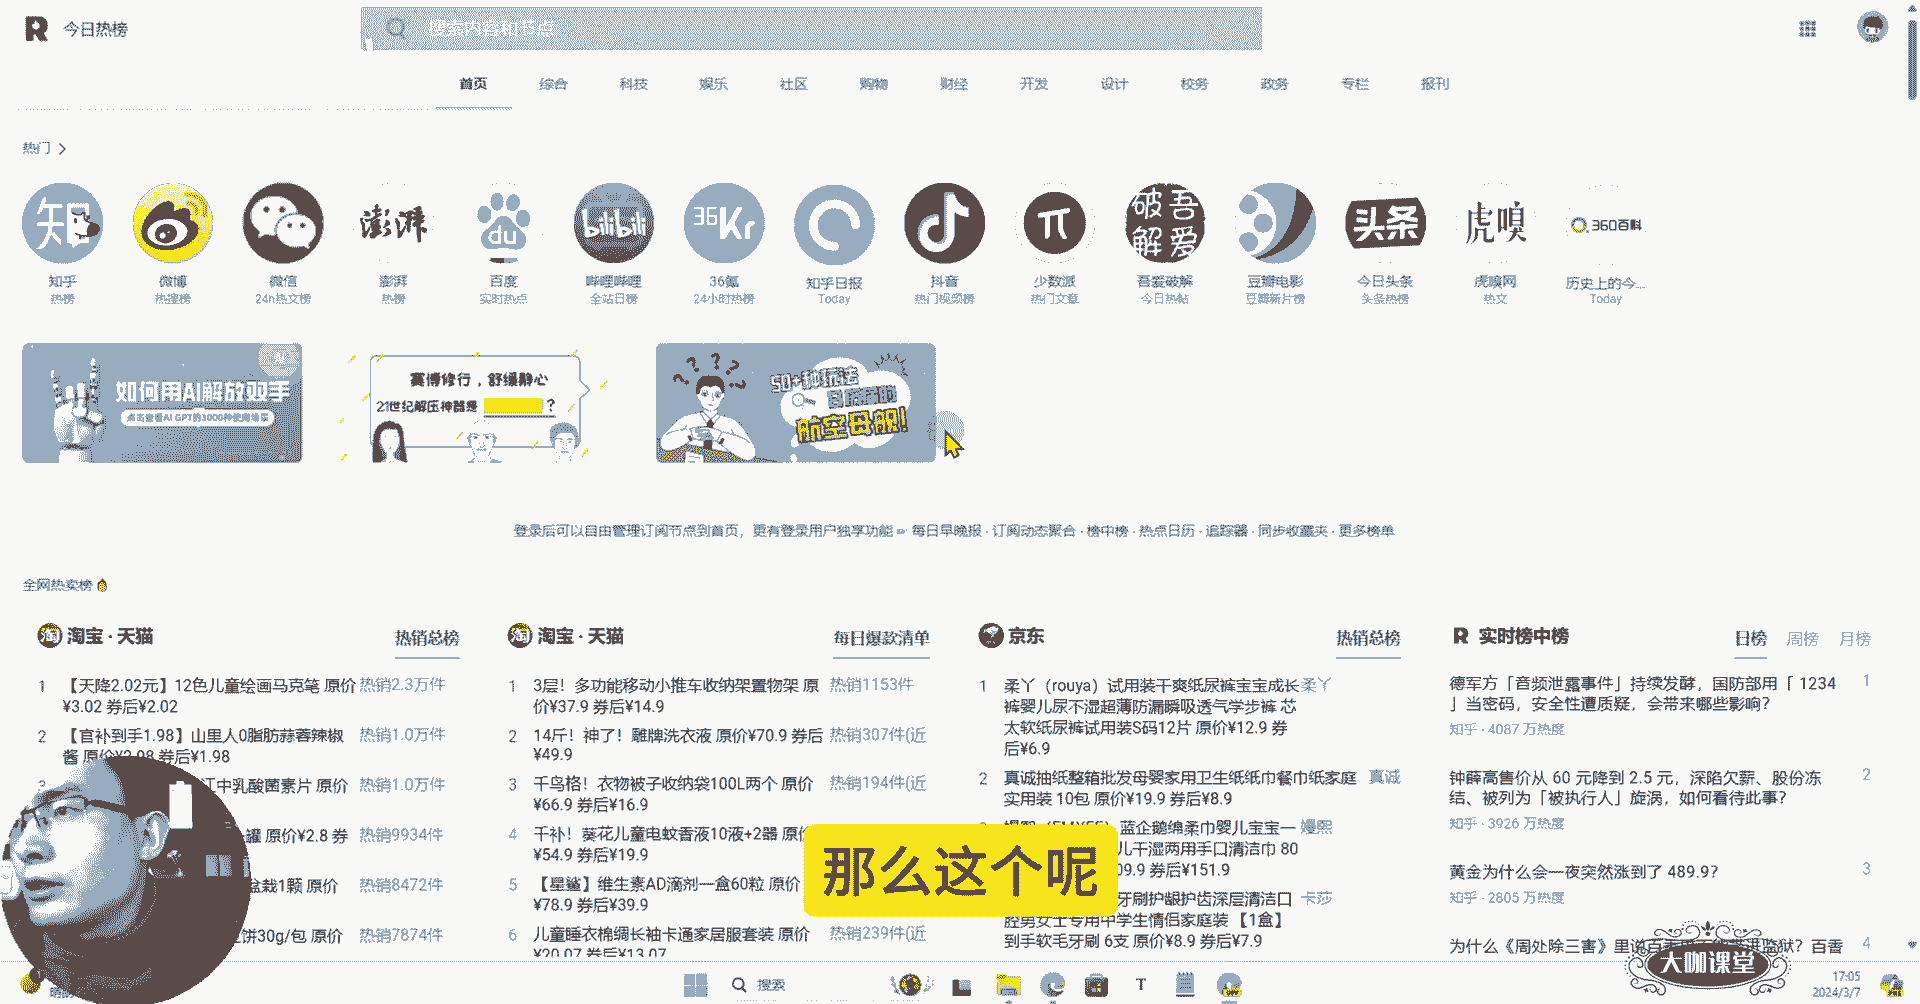 今日热榜
搜索内容和节点
首页 综合 科技 娱乐 社区 购物 财经 开发 设计 校务 政务 专栏 报刊
热门
知乎 微博 微信 澎湃 百度 哔哩哔哩 36氪 知乎日报 抖音 少数派 吾爱破解 豆瓣电影 今日头条 虎嗅网 历史上的今...
热榜 热搜榜 24h热文榜 热榜 实时热点 全站日榜 24小时热榜 Today 热门视频榜 热门文章 今日热帖 豆瓣新片榜 头条热榜 热文 Today
如何用AI解放双手
点击查看AI GPT的3000种使用场景
赛博修行，舒缓静心
21世纪解压神器是 ？
50+种玩法
航空母舰!
登录后可以自由管理订阅节点到首页，更有登录用户独享功能 每日早晚报 · 订阅动态聚合 · 榜中榜 · 热点日历 · 追踪器 · 同步收藏夹 · 更多榜单
全网热卖榜
淘宝 · 天猫 热销总榜
1 【天降2.02元】12色儿童绘画马克笔 原价 热销2.3万件
¥3.02 券后¥2.02
2 【官补到手1.98】山里人0脂肪蒜蓉辣椒 热销1.0万件
酱 原价¥3.98 券后¥1.98
江中乳酸菌素片 原价 热销1.0万件
罐 原价¥2.8 券 热销9934件
盆栽1颗 原价 热销8472件
饼30g/包 原价 热销7874件
淘宝 · 天猫 每日爆款清单
1 3层！多功能移动小推车收纳架置物架 原 热销1153件
价¥37.9 券后¥14.9
2 14斤！神了！雕牌洗衣液 原价¥70.9 券后 热销307件(近
¥49.9
3 千鸟格！衣物被子收纳袋100L两个 原价 热销194件(近
¥66.9 券后¥16.9
4 千补！葵花儿童电蚊香液10液+2器 原价
¥54.9 券后¥19.9
5 【星鲨】维生素AD滴剂一盒60粒 原价
¥78.9 券后¥39.9
6 儿童睡衣棉绸长袖卡通家居服套装 原价 热销239件(近
¥20.07 券后¥13.07
京东 热销总榜
1 柔丫（rouya）试用装干爽纸尿裤宝宝成长 柔丫
裤婴儿尿不湿超薄防漏瞬吸透气学步裤 芯
太软纸尿裤试用装S码12片 原价¥12.9 券
后¥6.9
2 真诚抽纸整箱批发母婴家用卫生纸纸巾餐巾纸家庭 真诚
实用装 10包 原价¥19.9 券后¥8.9
蓝企鹅绵柔巾婴儿宝宝一 嫚熙
儿干湿两用手口清洁巾 80
09.9 券后¥151.9
牙刷护龈护齿深层清洁口 卡莎
腔男女士专用中学生情侣家庭装 【1盒】
到手软毛牙刷 6支 原价¥8.9 券后¥7.9
实时榜中榜 日榜 周榜 月榜
德军方「音频泄露事件」持续发酵，国防部用「 1234 1
」当密码，安全性遭质疑，会带来哪些影响？
知乎 · 4087 万热度
钟薛高售价从 60 元降到 2.5 元，深陷欠薪、股份冻 2
结、被列为「被执行人」旋涡，如何看待此事？
知乎 · 3926 万热度
黄金为什么会一夜突然涨到了 489.9？ 3
知乎 · 2805 万热度
为什么《周处除三害》里说 监狱？百香 4
那么这个呢
大咖课堂
搜索
17:05
2024/3/7